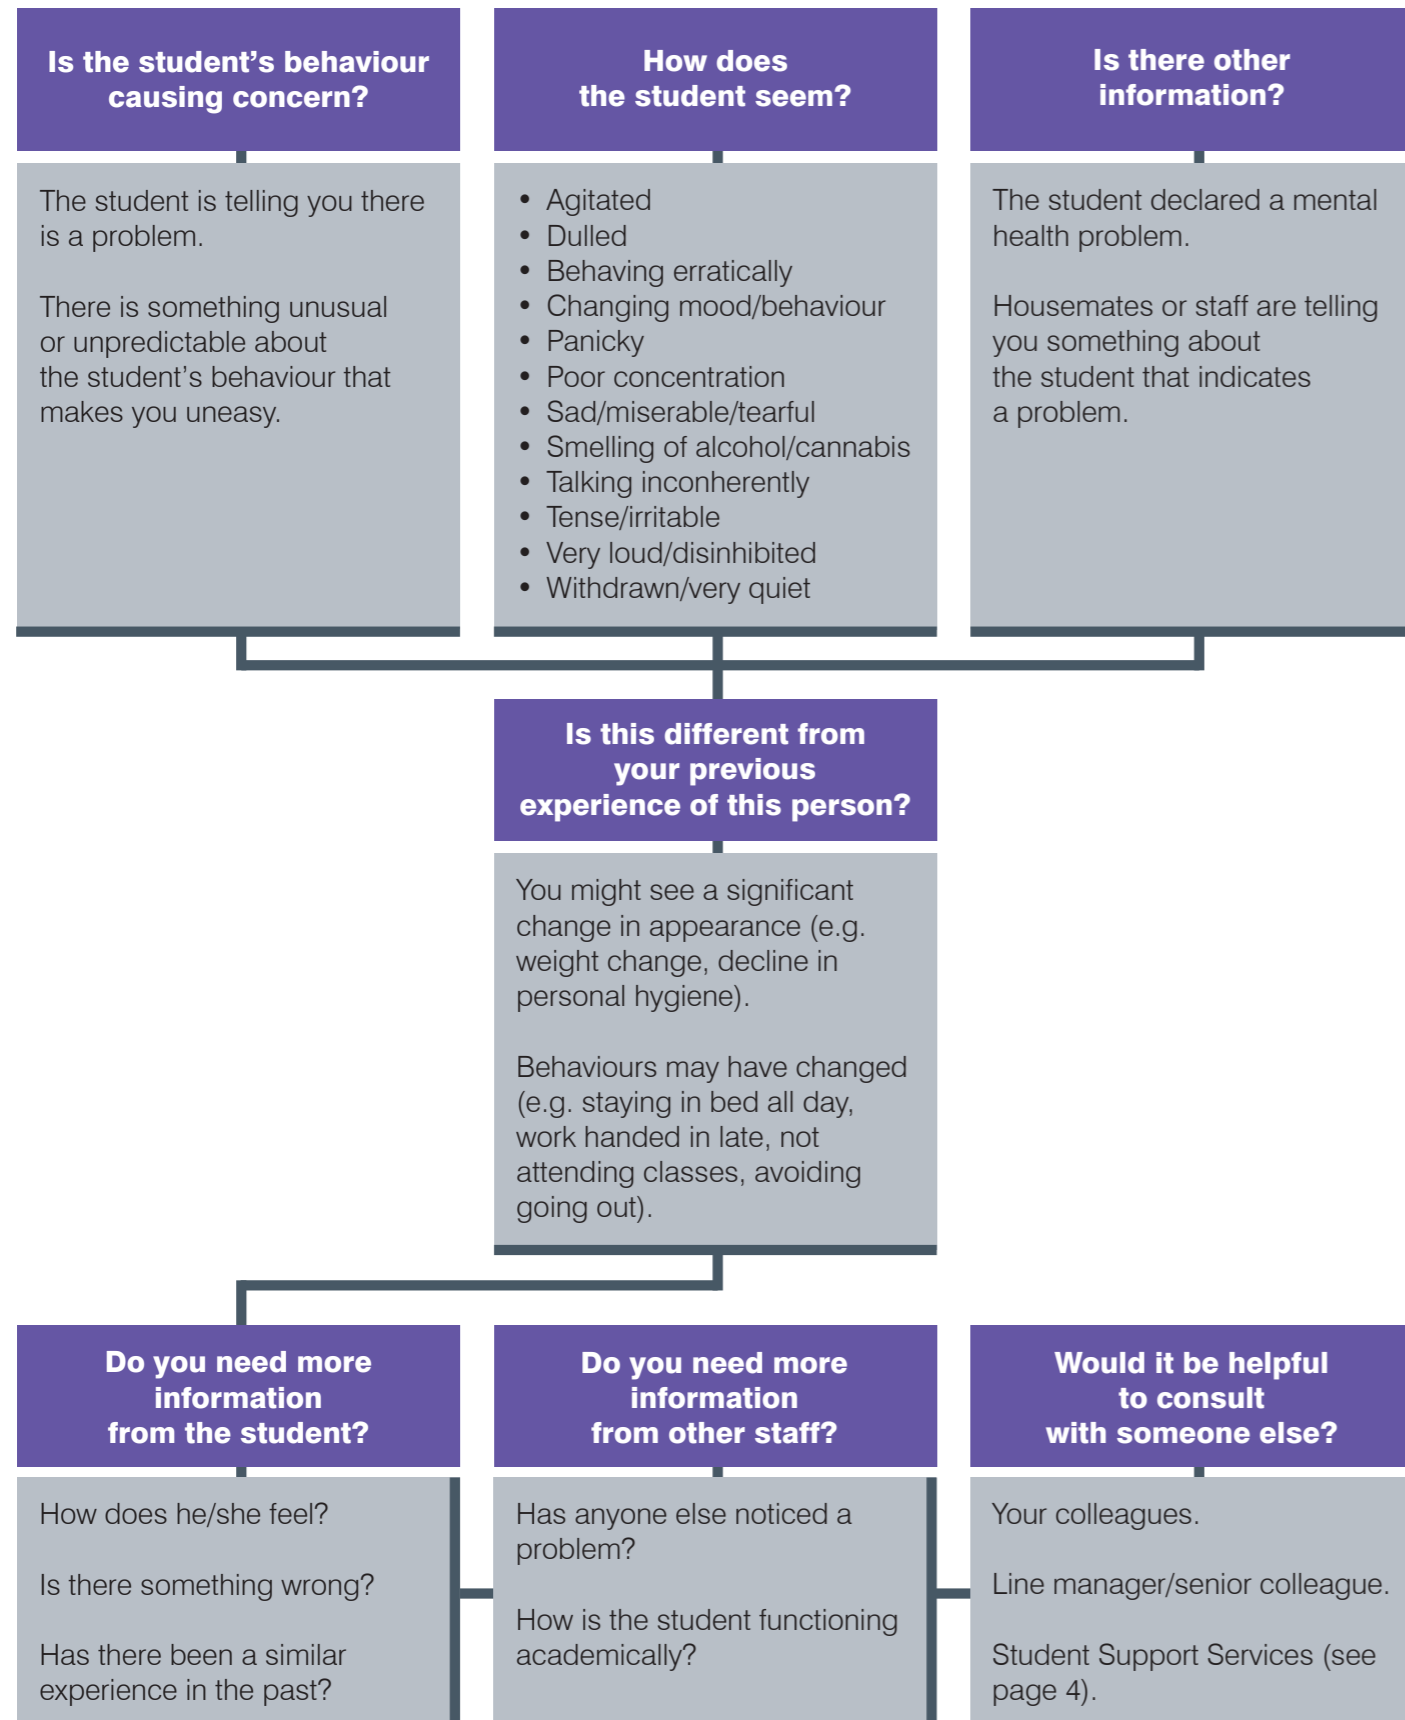 Is the student's behaviour
causing concern?
The student is telling you there
is a problem.
There is something unusual
or unpredictable about
the student's behaviour that
makes you uneasy.
How does
the student seem?
• Agitated
• Dulled
• Behaving erratically
• Changing mood/behaviour
• Panicky
• Poor concentration
• Sad/miserable/tearful
• Smelling of alcohol/cannabis
• Talking inconherently
• Tense/irritable
• Very loud/disinhibited
• Withdrawn/very quiet
Is there other
information?
The student declared a mental
health problem.
Housemates or staff are telling
you something about
the student that indicates
a problem.
Is this different from
your previous
experience of this person?
You might see a significant
change in appearance (e.g.
weight change, decline in
personal hygiene).
Behaviours may have changed
(e.g. staying in bed all day,
work handed in late, not
attending classes, avoiding
going out).
Do you need more
information
from the student?
How does he/she feel?
Is there something wrong?
Has there been a similar
experience in the past?
Do you need more
information
from other staff?
Has anyone else noticed a
problem?
How is the student functioning
academically?
Would it be helpful
to consult
with someone else?
Your colleagues.
Line manager/senior colleague.
Student Support Services (see
page 4).